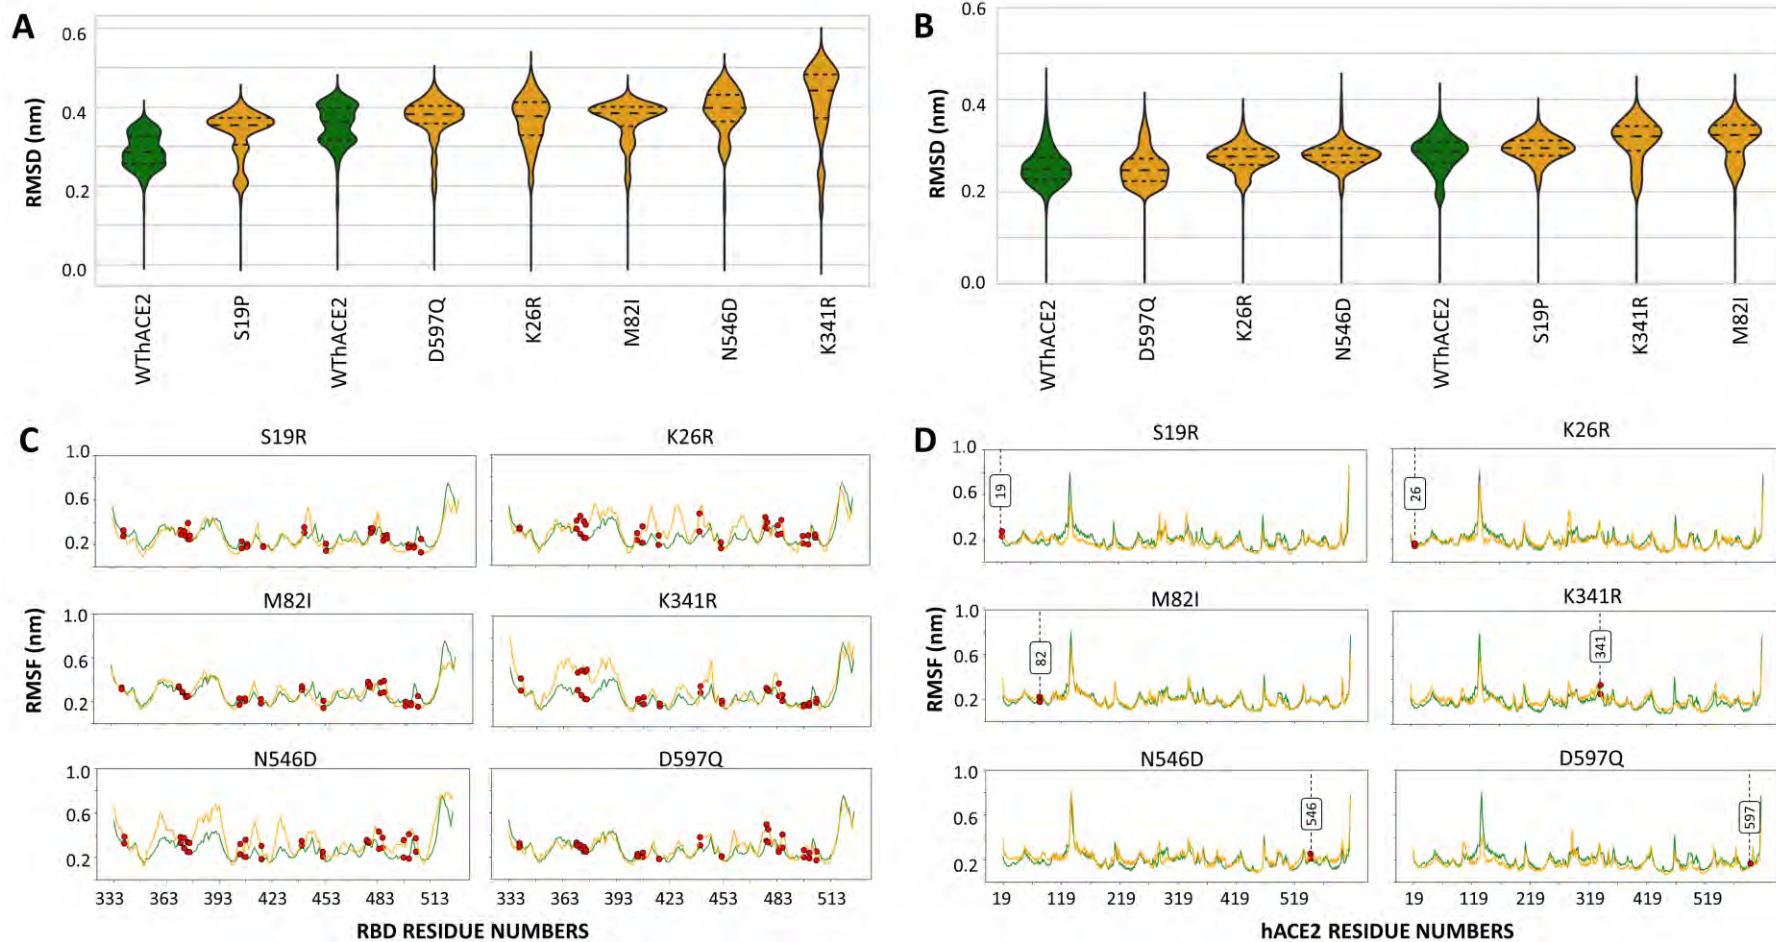 A
RMSD (nm)
0.6
0.4
0.2
0.0
WThACE2
S19P
WThACE2
D597Q
K26R
M82I
N546D
K341R
B
RMSD (nm)
0.6
0.4
0.2
0.0
WThACE2
D597Q
K26R
N546D
WThACE2
S19P
K341R
M82I
C
S19R
K26R
1.0
0.6
0.2
M82I
K341R
RMSF (nm)
1.0
0.6
0.2
N546D
D597Q
1.0
0.6
0.2
333 363 393 423 453 483 513
333 363 393 423 453 483 513
RBD RESIDUE NUMBERS
D
S19R
K26R
1.0
0.6
0.2
19
26
M82I
K341R
RMSF (nm)
1.0
0.6
0.2
82
341
N546D
D597Q
1.0
0.6
0.2
546
597
19 119 219 319 419 519
19 119 219 319 419 519
hACE2 RESIDUE NUMBERS